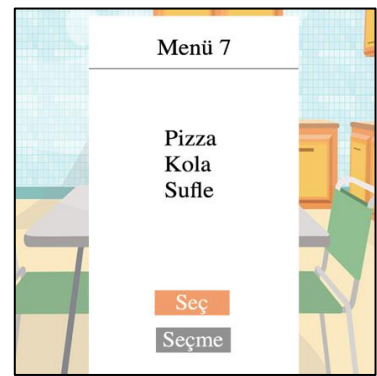 Menü 7
Pizza
Kola
Sufle
Seç
Seçme